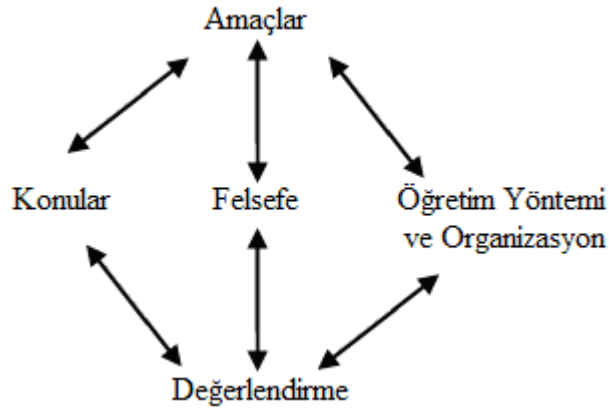 Amaçlar
Konular
Felsefe
Öğretim Yöntemi
ve Organizasyon
Değerlendirme